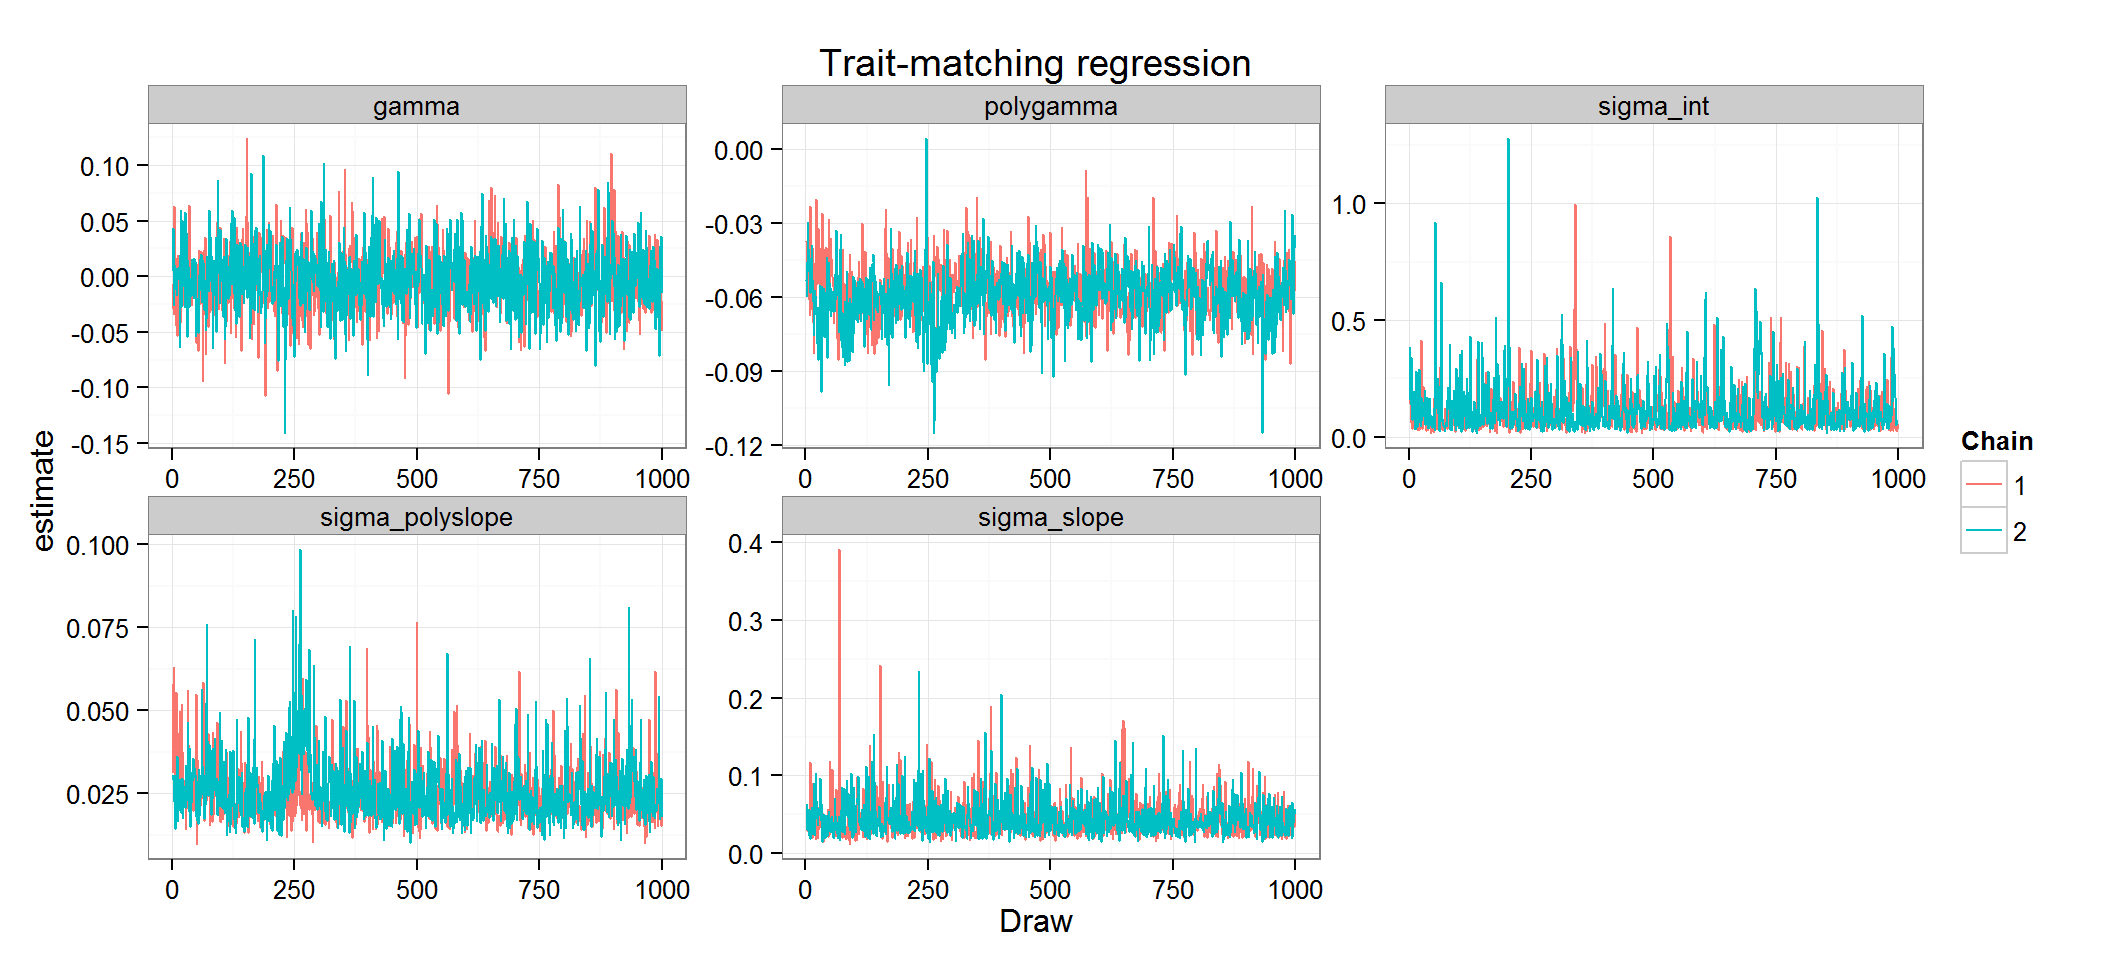 Trait-matching regression
gamma
polygamma
sigma_int
0.10
0.05
0.00
-0.05
-0.10
-0.15
0.00
-0.03
-0.06
-0.09
-0.12
1.0
0.5
0.0
0 250 500 750 1000
0 250 500 750 1000
0 250 500 750 1000
estimate
sigma_polyslope
sigma_slope
0.100
0.075
0.050
0.025
0.4
0.3
0.2
0.1
0.0
0 250 500 750 1000
0 250 500 750 1000
Draw
Chain
1
2